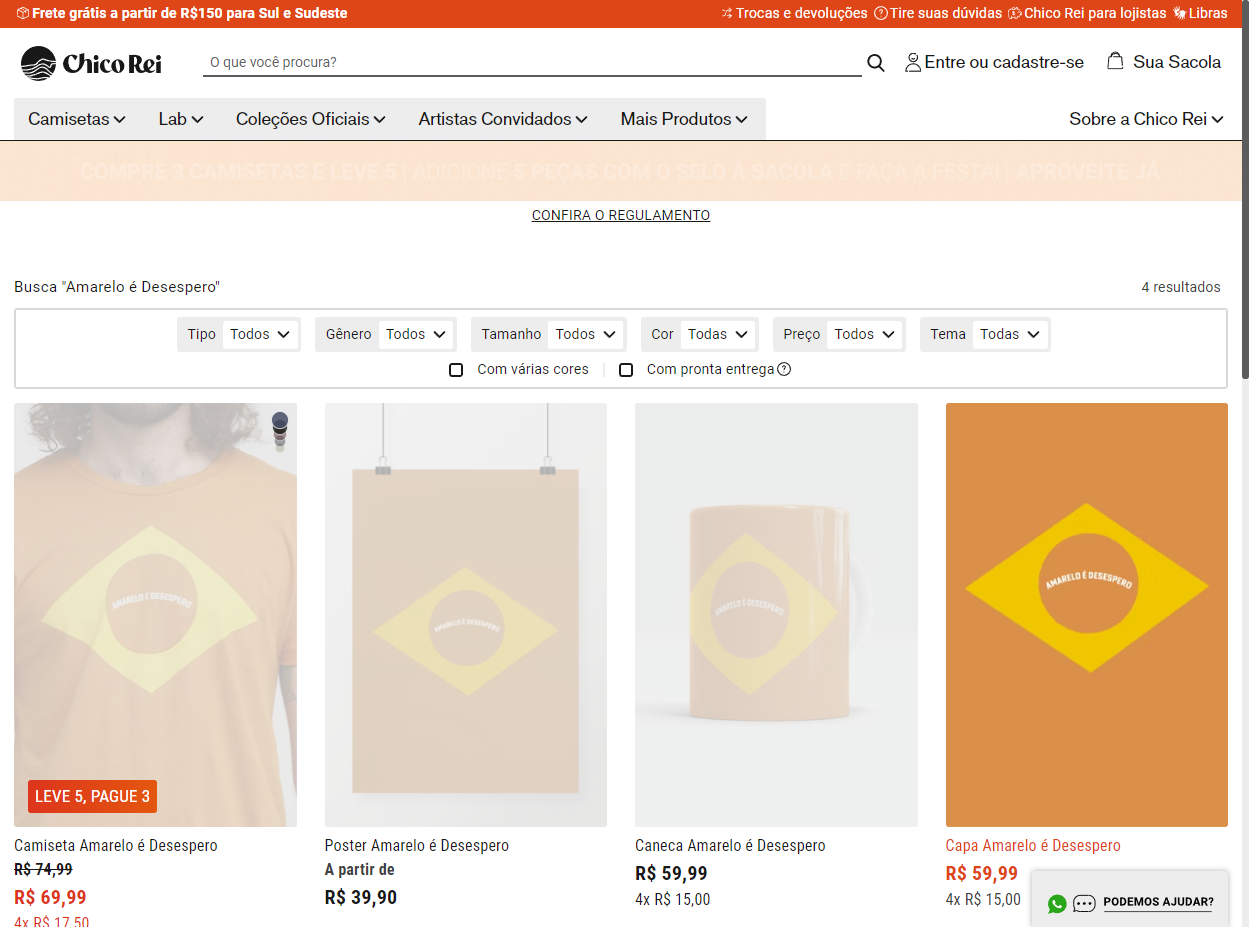 Frete grátis a partir de R$150 para Sul e Sudeste
Trocas e devoluções
Tire suas dúvidas
Chico Rei para lojistas
Libras
Chico Rei
O que você procura?
Entre ou cadastre-se
Sua Sacola
Camisetas
Lab
Coleções Oficiais
Artistas Convidados
Mais Produtos
Sobre a Chico Rei
COMPRE 3 CAMISETAS E LEVE 5 | ADICIONE 5 PEÇAS COM O SELO À SACOLA E FAÇA A FESTA! | APROVEITE JÁ
CONFIRA O REGULAMENTO
Busca "Amarelo é Desespero"
4 resultados
Tipo Todos
Gênero Todos
Tamanho Todos
Cor Todas
Preço Todos
Tema Todas
Com várias cores
Com pronta entrega
AMARELO É DESESPERO
AMARELO É DESESPERO
AMARELO É DESESPERO
AMARELO É DESESPERO
LEVE 5, PAGUE 3
Camiseta Amarelo é Desespero
R$ 74,99
R$ 69,99
4x R$ 17,50
Poster Amarelo é Desespero
A partir de
R$ 39,90
Caneca Amarelo é Desespero
R$ 59,99
4x R$ 15,00
Capa Amarelo é Desespero
R$ 59,99
4x R$ 15,00
PODEMOS AJUDAR?